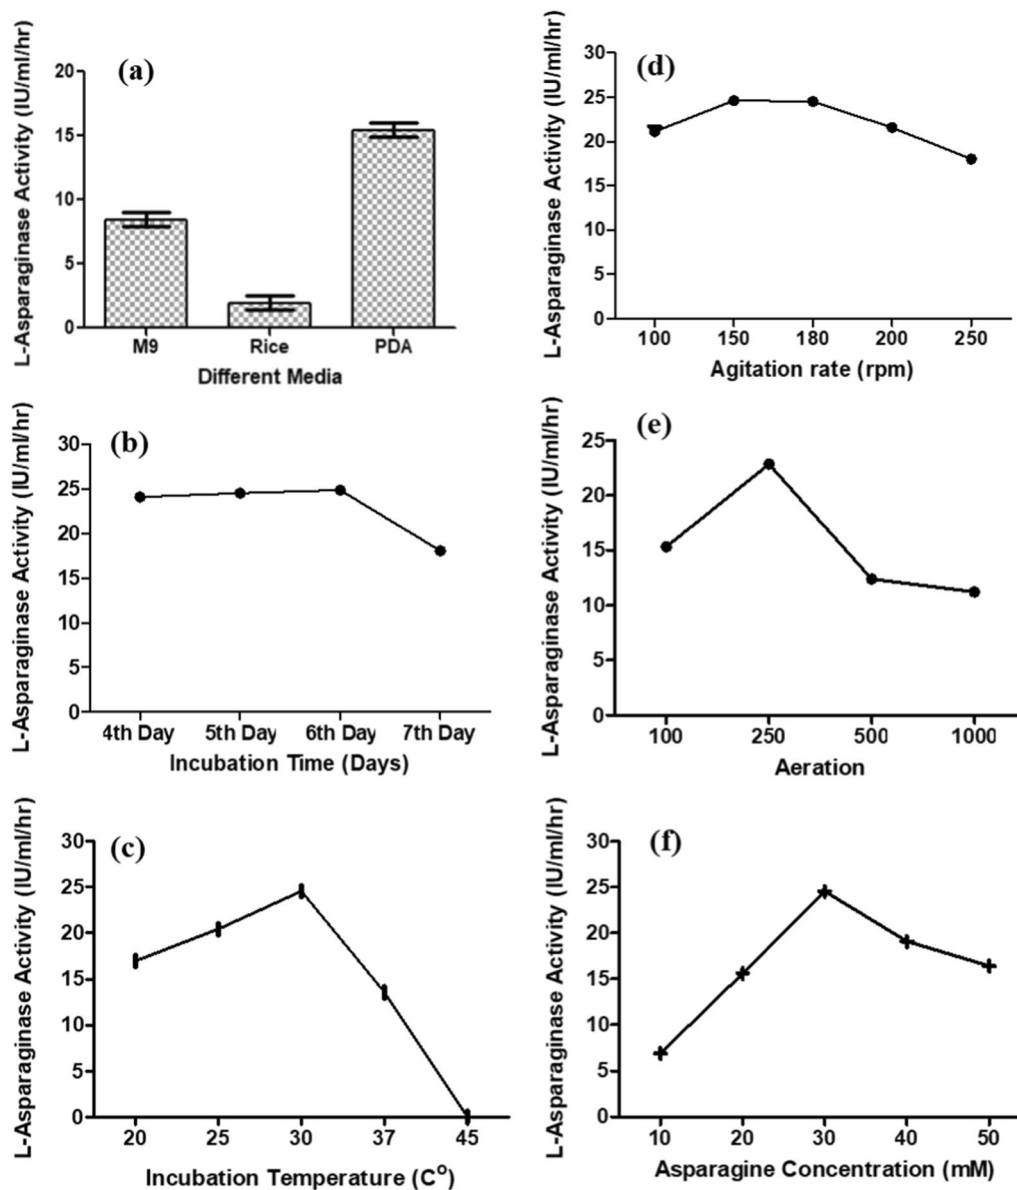 L-Asparaginase Activity (IU/ml/hr)
(a)
20
15
10
5
0
M9 Rice PDA
Different Media
L-Asparaginase Activity (IU/ml/hr)
(d)
30
25
20
15
10
5
0
100 150 180 200 250
Agitation rate (rpm)
L-Asparaginase Activity (IU/ml/hr)
(b)
30
25
20
15
10
5
0
4th Day 5th Day 6th Day 7th Day
Incubation Time (Days)
L-Asparaginase Activity (IU/ml/hr)
(e)
25
20
15
10
5
0
100 250 500 1000
Aeration
L-Asparaginase Activity (IU/ml/hr)
(c)
30
25
20
15
10
5
0
20 25 30 37 45
Incubation Temperature (C⁰)
L-Asparaginase Activity (IU/ml/hr)
(f)
30
25
20
15
10
5
0
10 20 30 40 50
Asparagine Concentration (mM)